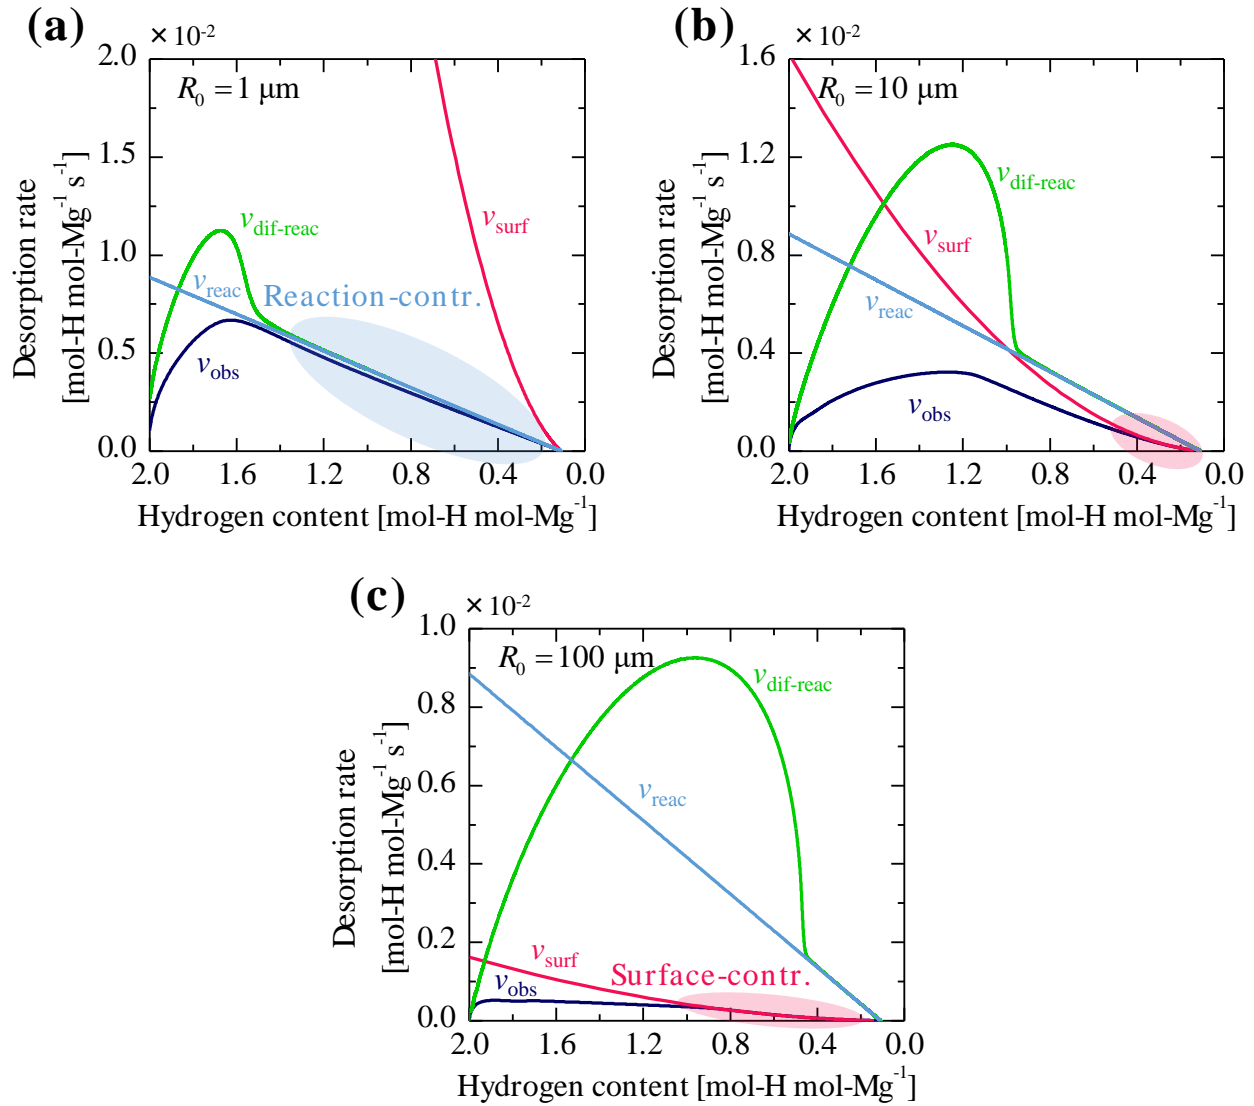 (a)
× 10-2
R0 = 1 μm
2.0
1.5
1.0
0.5
0.0
Desorption rate
[mol-H mol-Mg-1 s-1]
vdif-reac
vreac
vobs
vsurf
Reaction-contr.
2.0 1.6 1.2 0.8 0.4 0.0
Hydrogen content [mol-H mol-Mg-1]
(b)
× 10-2
R0 = 10 μm
1.6
1.2
0.8
0.4
0.0
Desorption rate
[mol-H mol-Mg-1 s-1]
vdif-reac
vsurf
vreac
vobs
2.0 1.6 1.2 0.8 0.4 0.0
Hydrogen content [mol-H mol-Mg-1]
(c)
× 10-2
R0 = 100 μm
1.0
0.8
0.6
0.4
0.2
0.0
Desorption rate
[mol-H mol-Mg-1 s-1]
vdif-reac
vreac
vsurf
vobs
Surface-contr.
2.0 1.6 1.2 0.8 0.4 0.0
Hydrogen content [mol-H mol-Mg-1]